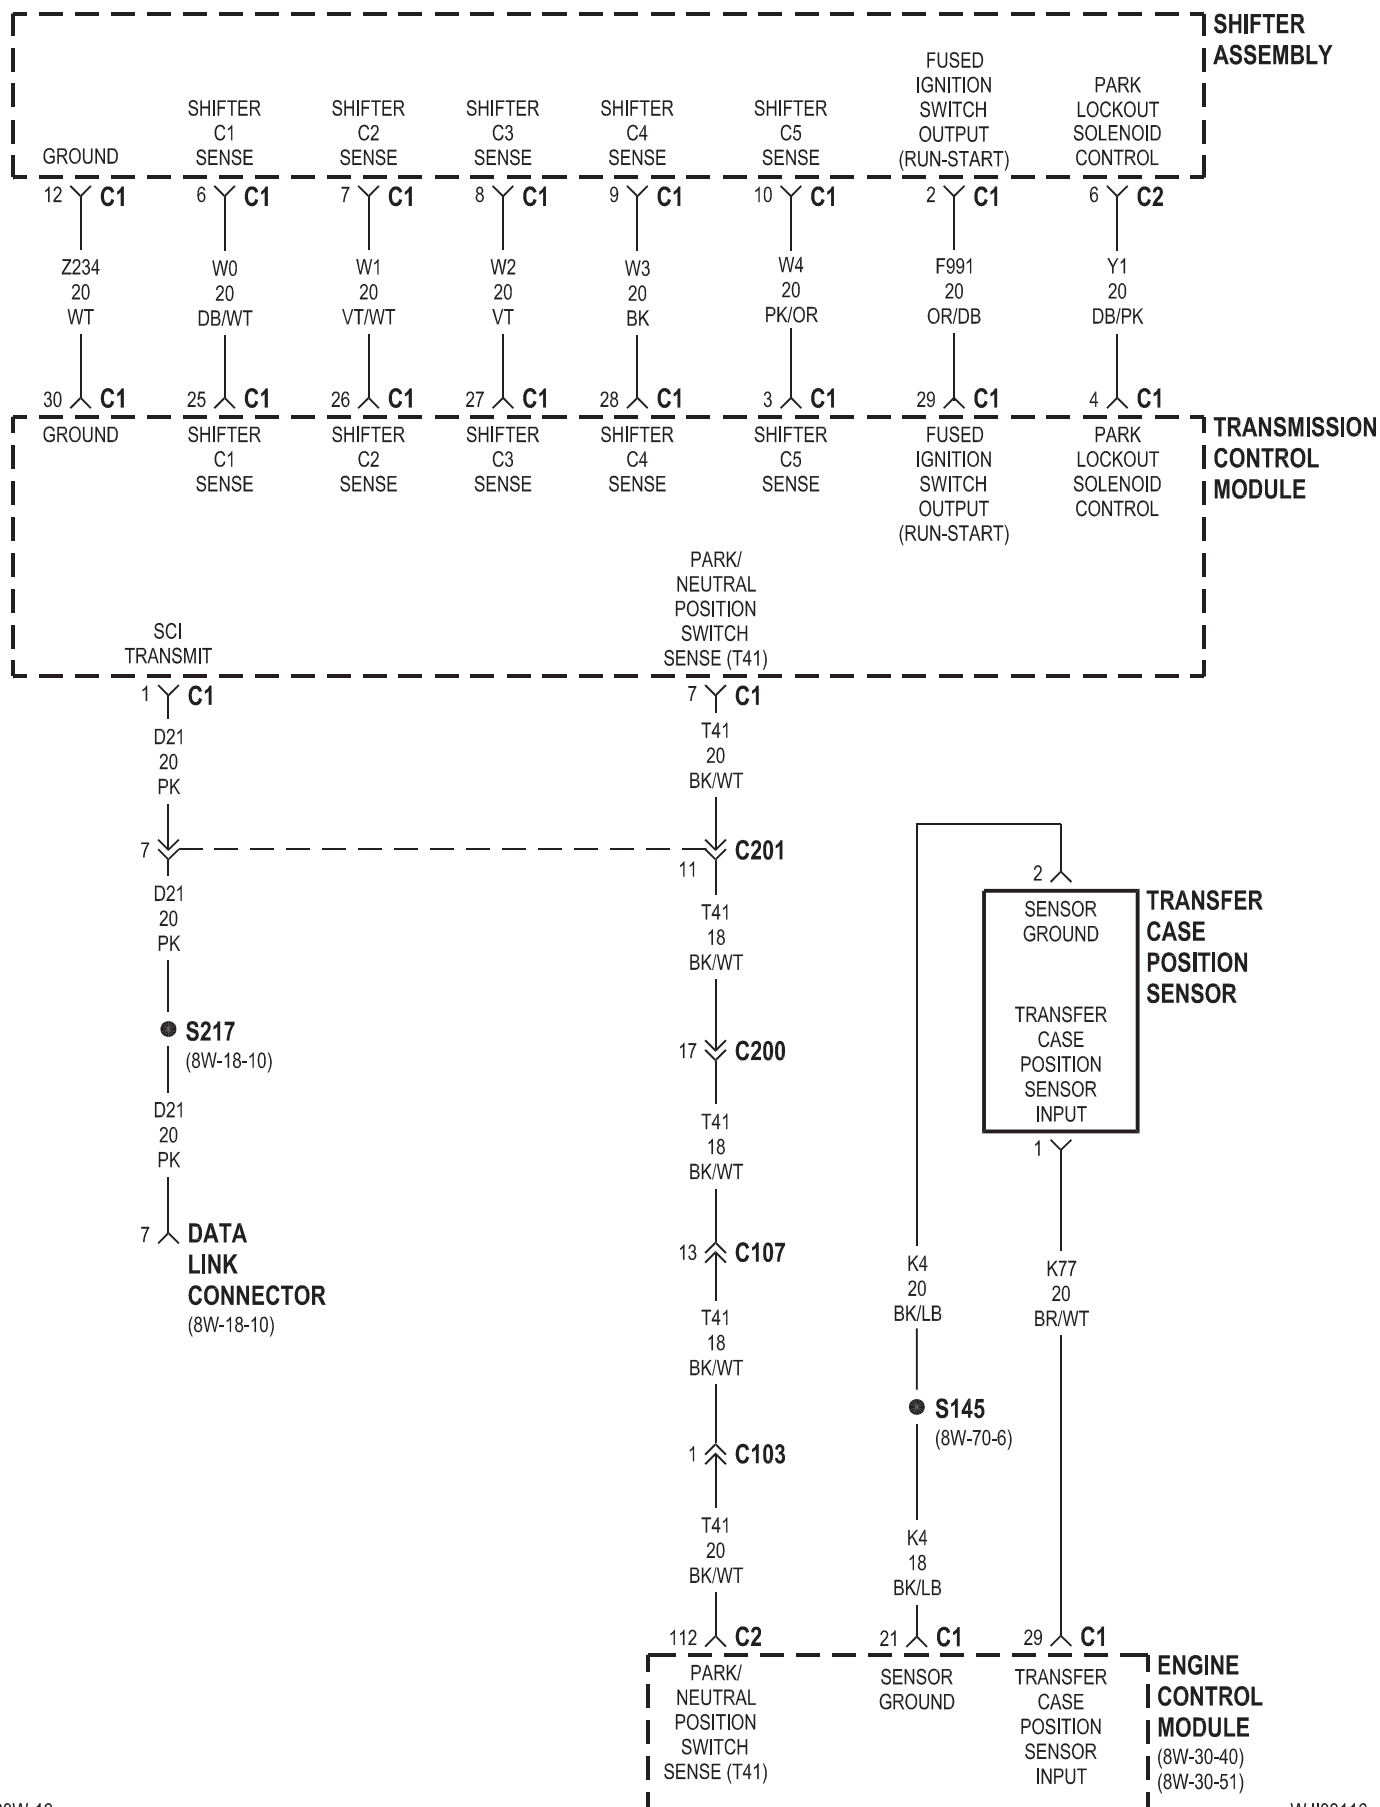 SHIFTER
ASSEMBLY
GROUND
SHIFTER
C1
SENSE
SHIFTER
C2
SENSE
SHIFTER
C3
SENSE
SHIFTER
C4
SENSE
SHIFTER
C5
SENSE
FUSED
IGNITION
SWITCH
OUTPUT
(RUN-START)
PARK
LOCKOUT
SOLENOID
CONTROL
12 C1
6 C1
7 C1
8 C1
9 C1
10 C1
2 C1
6 C2
Z234
20
WT
W0
20
DB/WT
W1
20
VT/WT
W2
20
VT
W3
20
BK
W4
20
PK/OR
F991
20
OR/DB
Y1
20
DB/PK
30 C1
25 C1
26 C1
27 C1
28 C1
3 C1
29 C1
4 C1
TRANSMISSION
CONTROL
MODULE
GROUND
SHIFTER
C1
SENSE
SHIFTER
C2
SENSE
SHIFTER
C3
SENSE
SHIFTER
C4
SENSE
SHIFTER
C5
SENSE
FUSED
IGNITION
SWITCH
OUTPUT
(RUN-START)
PARK
LOCKOUT
SOLENOID
CONTROL
SCI
TRANSMIT
PARK/
NEUTRAL
POSITION
SWITCH
SENSE (T41)
1 C1
7 C1
D21
20
PK
T41
20
BK/WT
7
11
C201
D21
20
PK
T41
18
BK/WT
S217
(8W-18-10)
17 C200
D21
20
PK
T41
18
BK/WT
7 DATA
LINK
CONNECTOR
(8W-18-10)
13 C107
T41
18
BK/WT
1 C103
T41
20
BK/WT
2
SENSOR
GROUND
TRANSFER
CASE
POSITION
SENSOR
INPUT
TRANSFER
CASE
POSITION
SENSOR
1
K4
20
BK/LB
K77
20
BR/WT
S145
(8W-70-6)
K4
18
BK/LB
112 C2
21 C1
29 C1
PARK/
NEUTRAL
POSITION
SWITCH
SENSE (T41)
SENSOR
GROUND
TRANSFER
CASE
POSITION
SENSOR
INPUT
ENGINE
CONTROL
MODULE
(8W-30-40)
(8W-30-51)